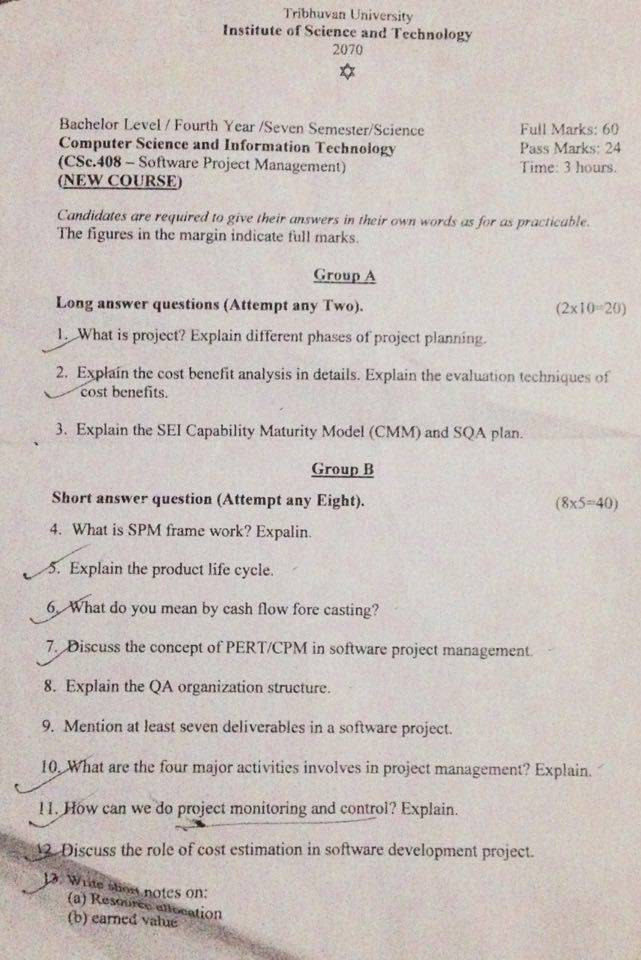 Tribhuvan University
Institute of Science and Technology
2070
Bachelor Level / Fourth Year /Seven Semester/Science
Full Marks: 60
Computer Science and Information Technology
Pass Marks: 24
(CSc.408 – Software Project Management)
Time: 3 hours.
(NEW COURSE)
Candidates are required to give their answers in their own words as for as practicable.
The figures in the margin indicate full marks.
Group A
Long answer questions (Attempt any Two).
(2x10=20)
1. What is project? Explain different phases of project planning.
2. Explain the cost benefit analysis in details. Explain the evaluation techniques of
cost benefits.
3. Explain the SEI Capability Maturity Model (CMM) and SQA plan.
Group B
Short answer question (Attempt any Eight).
(8x5=40)
4. What is SPM frame work? Expalin.
5. Explain the product life cycle.
6. What do you mean by cash flow fore casting?
7. Discuss the concept of PERT/CPM in software project management.
8. Explain the QA organization structure.
9. Mention at least seven deliverables in a software project.
10. What are the four major activities involves in project management? Explain.
11. How can we do project monitoring and control? Explain.
12. Discuss the role of cost estimation in software development project.
13. Write short notes on:
(a) Resource allocation
(b) earned value